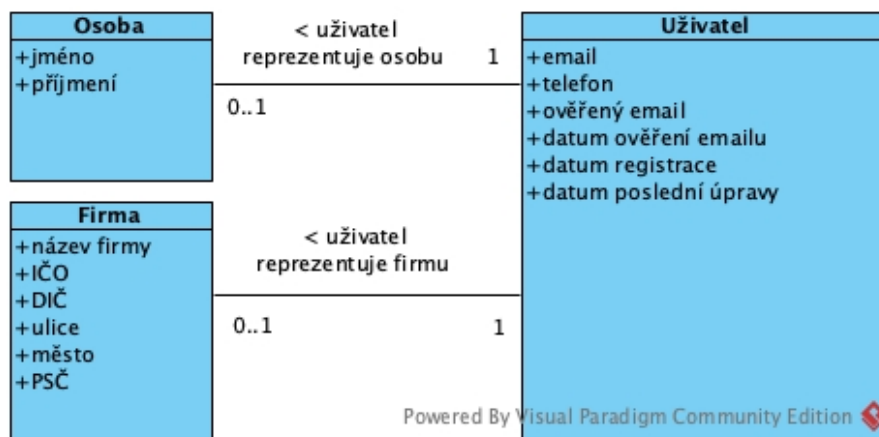 Osoba
+jméno
+příjmení
< uživatel
reprezentuje osobu
1
0..1
Uživatel
+email
+telefon
+ověřený email
+datum ověření emailu
+datum registrace
+datum poslední úpravy
Firma
+název firmy
+IČO
+DIČ
+ulice
+město
+PSČ
< uživatel
reprezentuje firmu
0..1
1
Powered By Visual Paradigm Community Edition